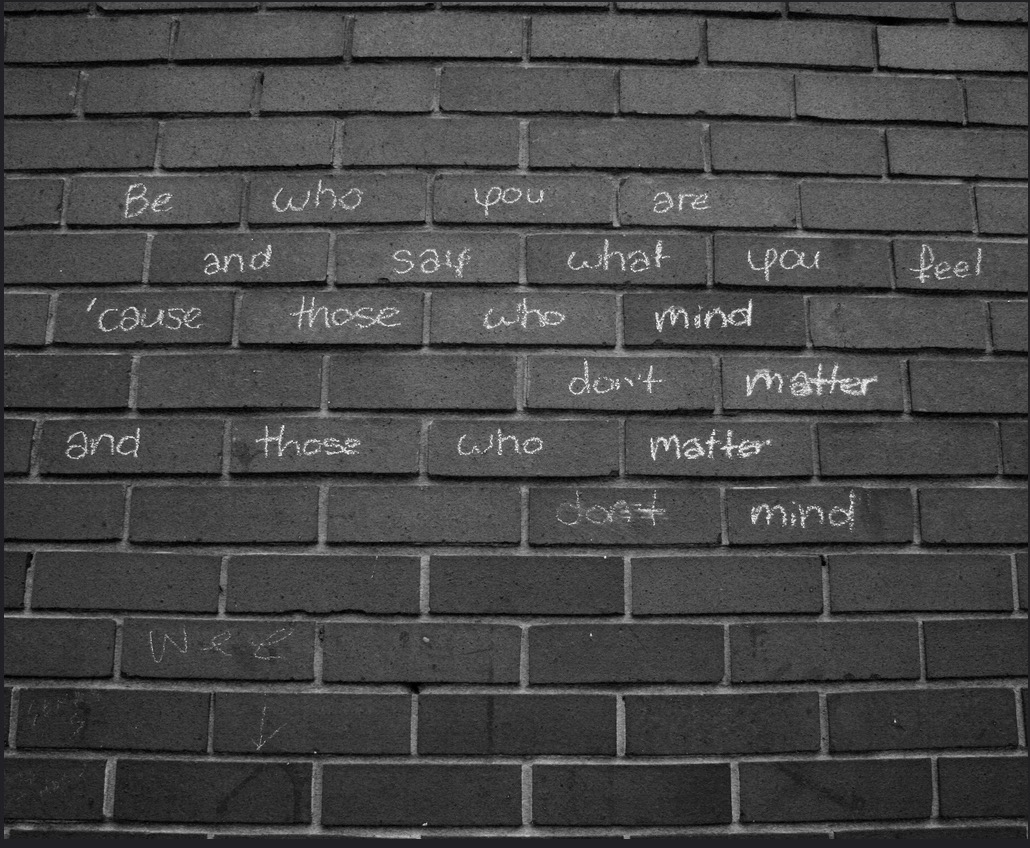 Be who you are
and say what you feel
'cause those who mind
don't matter
and those who matter
don't mind